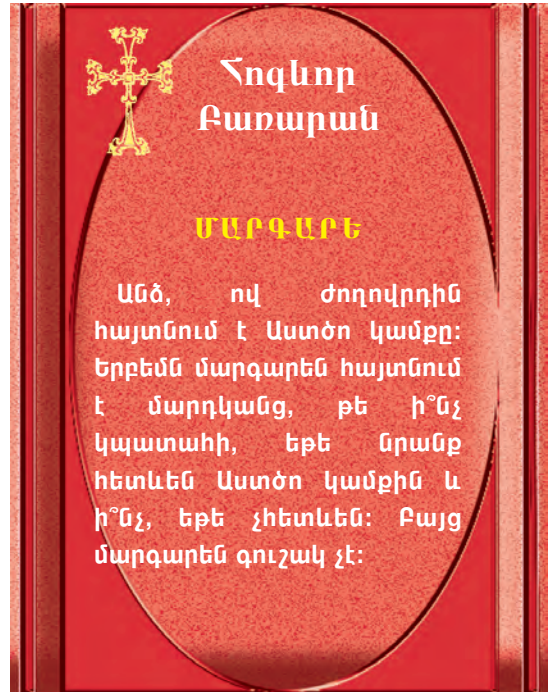 Հոգևոր
Բառարան
ՄԱՐԳԱՐԵ
Անձ, ով ժողովրդին
հայտնում է Աստծո կամքը:
Երբեմն մարգարեն հայտնում
է մարդկանց, թե ի՞նչ
կպատահի, եթե նրանք
հետևեն Աստծո կամքին և
ի՞նչ, եթե չհետևեն: Բայց
մարգարեն գուշակ չէ: